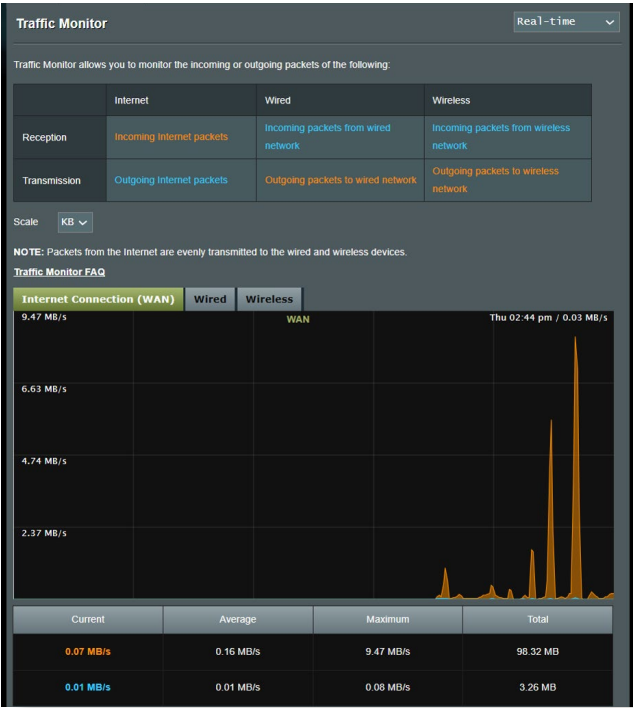 Traffic Monitor
Real-time
Traffic Monitor allows you to monitor the incoming or outgoing packets of the following:
Internet Wired Wireless
Reception Incoming Internet packets Incoming packets from wired network Incoming packets from wireless network
Transmission Outgoing Internet packets Outgoing packets to wired network Outgoing packets to wireless network
Scale KB
NOTE: Packets from the Internet are evenly transmitted to the wired and wireless devices.
Traffic Monitor FAQ
Internet Connection (WAN) Wired Wireless
9.47 MB/s WAN Thu 02:44 pm / 0.03 MB/s
6.63 MB/s
4.74 MB/s
2.37 MB/s
Current Average Maximum Total
0.07 MB/s 0.16 MB/s 9.47 MB/s 98.32 MB
0.01 MB/s 0.01 MB/s 0.08 MB/s 3.26 MB